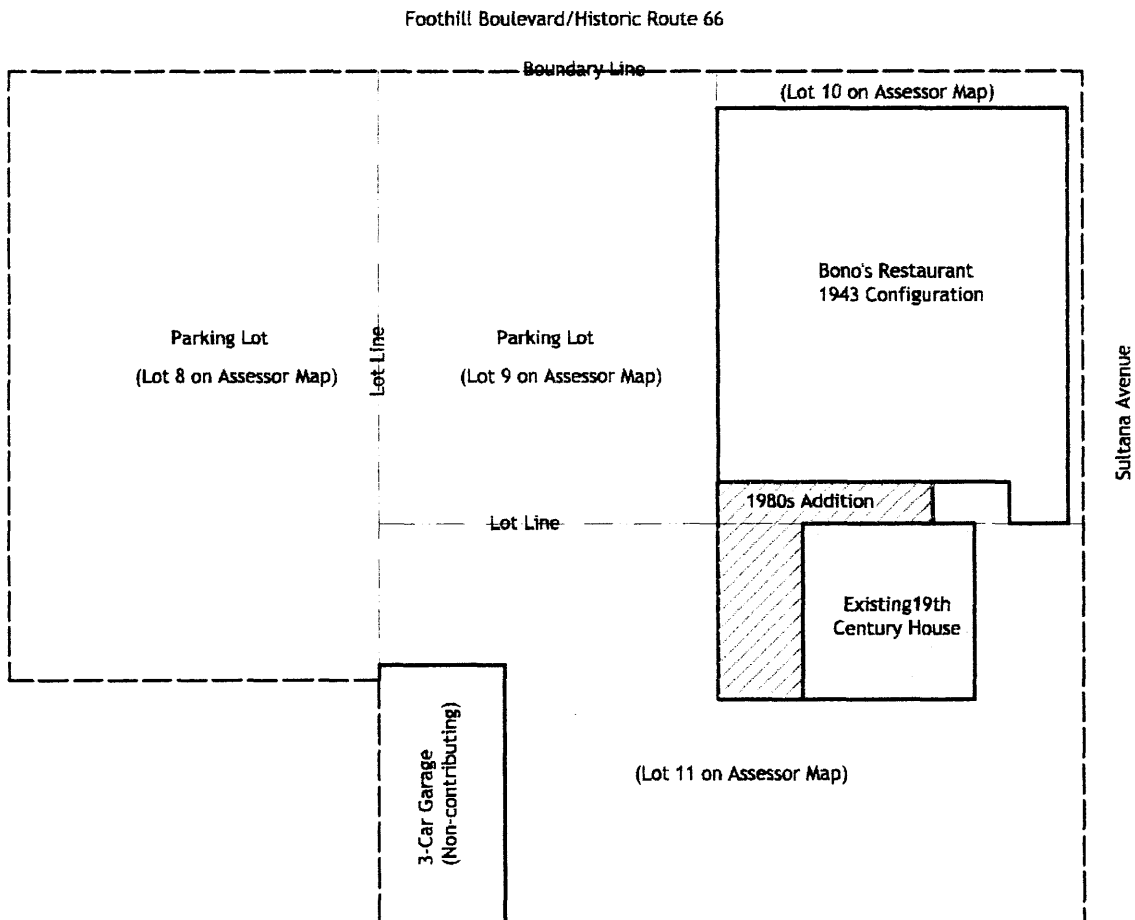 Foothill Boulevard/Historic Route 66
Boundary Line
(Lot 10 on Assessor Map)
Bono's Restaurant
1943 Configuration
Parking Lot
(Lot 8 on Assessor Map)
Lot Line
Parking Lot
(Lot 9 on Assessor Map)
Sultana Avenue
1980s Addition
Lot Line
Existing19th
Century House
3-Car Garage
(Non-contributing)
(Lot 11 on Assessor Map)